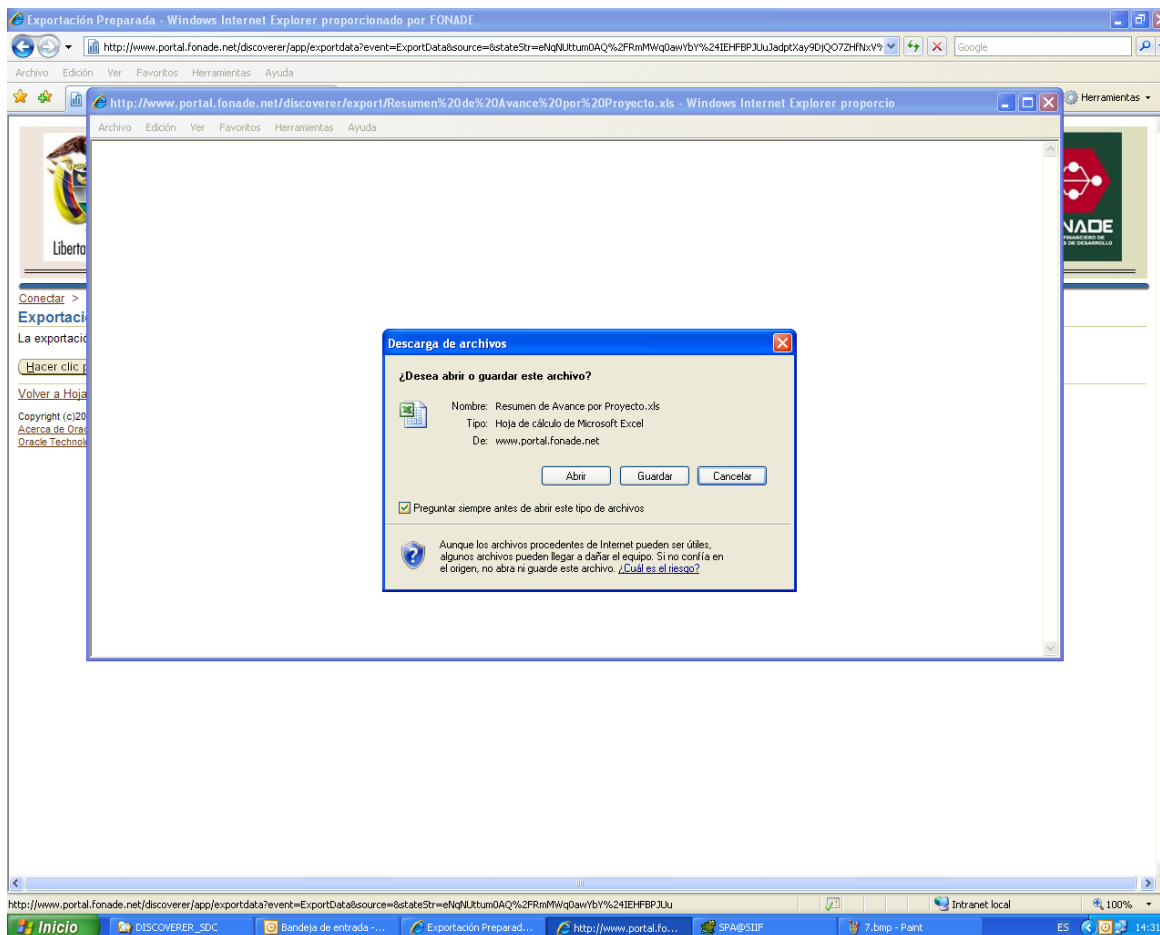 Exportación Preparada - Windows Internet Explorer proporcionado por FONADE
http://www.portal.fonade.net/discoverer/app/exportdata?event=ExportData&source=&stateStr=
Google
Archivo Edición Ver Favoritos Herramientas Ayuda
http://www.portal.fonade.net/discoverer/export/Resumen%20de%20Avance%20por%20Proyecto.xls - Windows Internet Explorer proporcio
Herramientas
Archivo Edición Ver Favoritos Herramientas Ayuda
Liberta
NADE
FINANCIERO DE
S DE DESARROLLO
Conectar >
Exportaci
La exportació
Hacer clic p
Volver a Hoja
Copyright (c)20
Acerca de Orac
Oracle Technol
Descarga de archivos
¿Desea abrir o guardar este archivo?
Nombre: Resumen de Avance por Proyecto.xls
Tipo: Hoja de cálculo de Microsoft Excel
De: www.portal.fonade.net
Abrir Guardar Cancelar
Preguntar siempre antes de abrir este tipo de archivos
Aunque los archivos procedentes de Internet pueden ser útiles,
algunos archivos pueden llegar a dañar el equipo. Si no confía en
el origen, no abra ni guarde este archivo. ¿Cuál es el riesgo?
http://www.portal.fonade.net/discoverer/app/exportdata?event=ExportData&source=&stateStr=eNqNUttum0AQ%2FRmMWq0awYbY%24IEHFBPJUu
Intranet local
100%
Inicio
DISCOVERER_SDC
Bandeja de entrada -...
Exportación Preparad...
http://www.portal.fo...
SPA@SIIF
7.bmp - Paint
ES
14:31